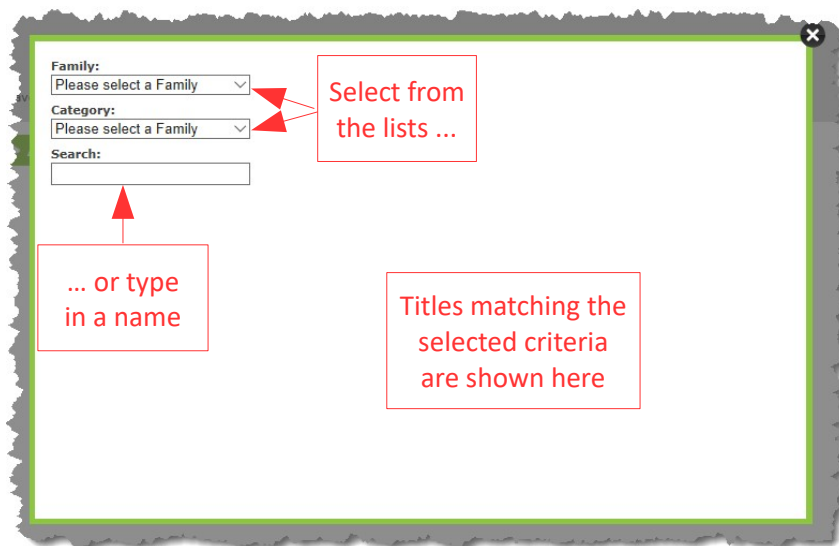 Family:
Please select a Family
Category:
Please select a Family
Search:
Select from
the lists ...
... or type
in a name
Titles matching the
selected criteria
are shown here